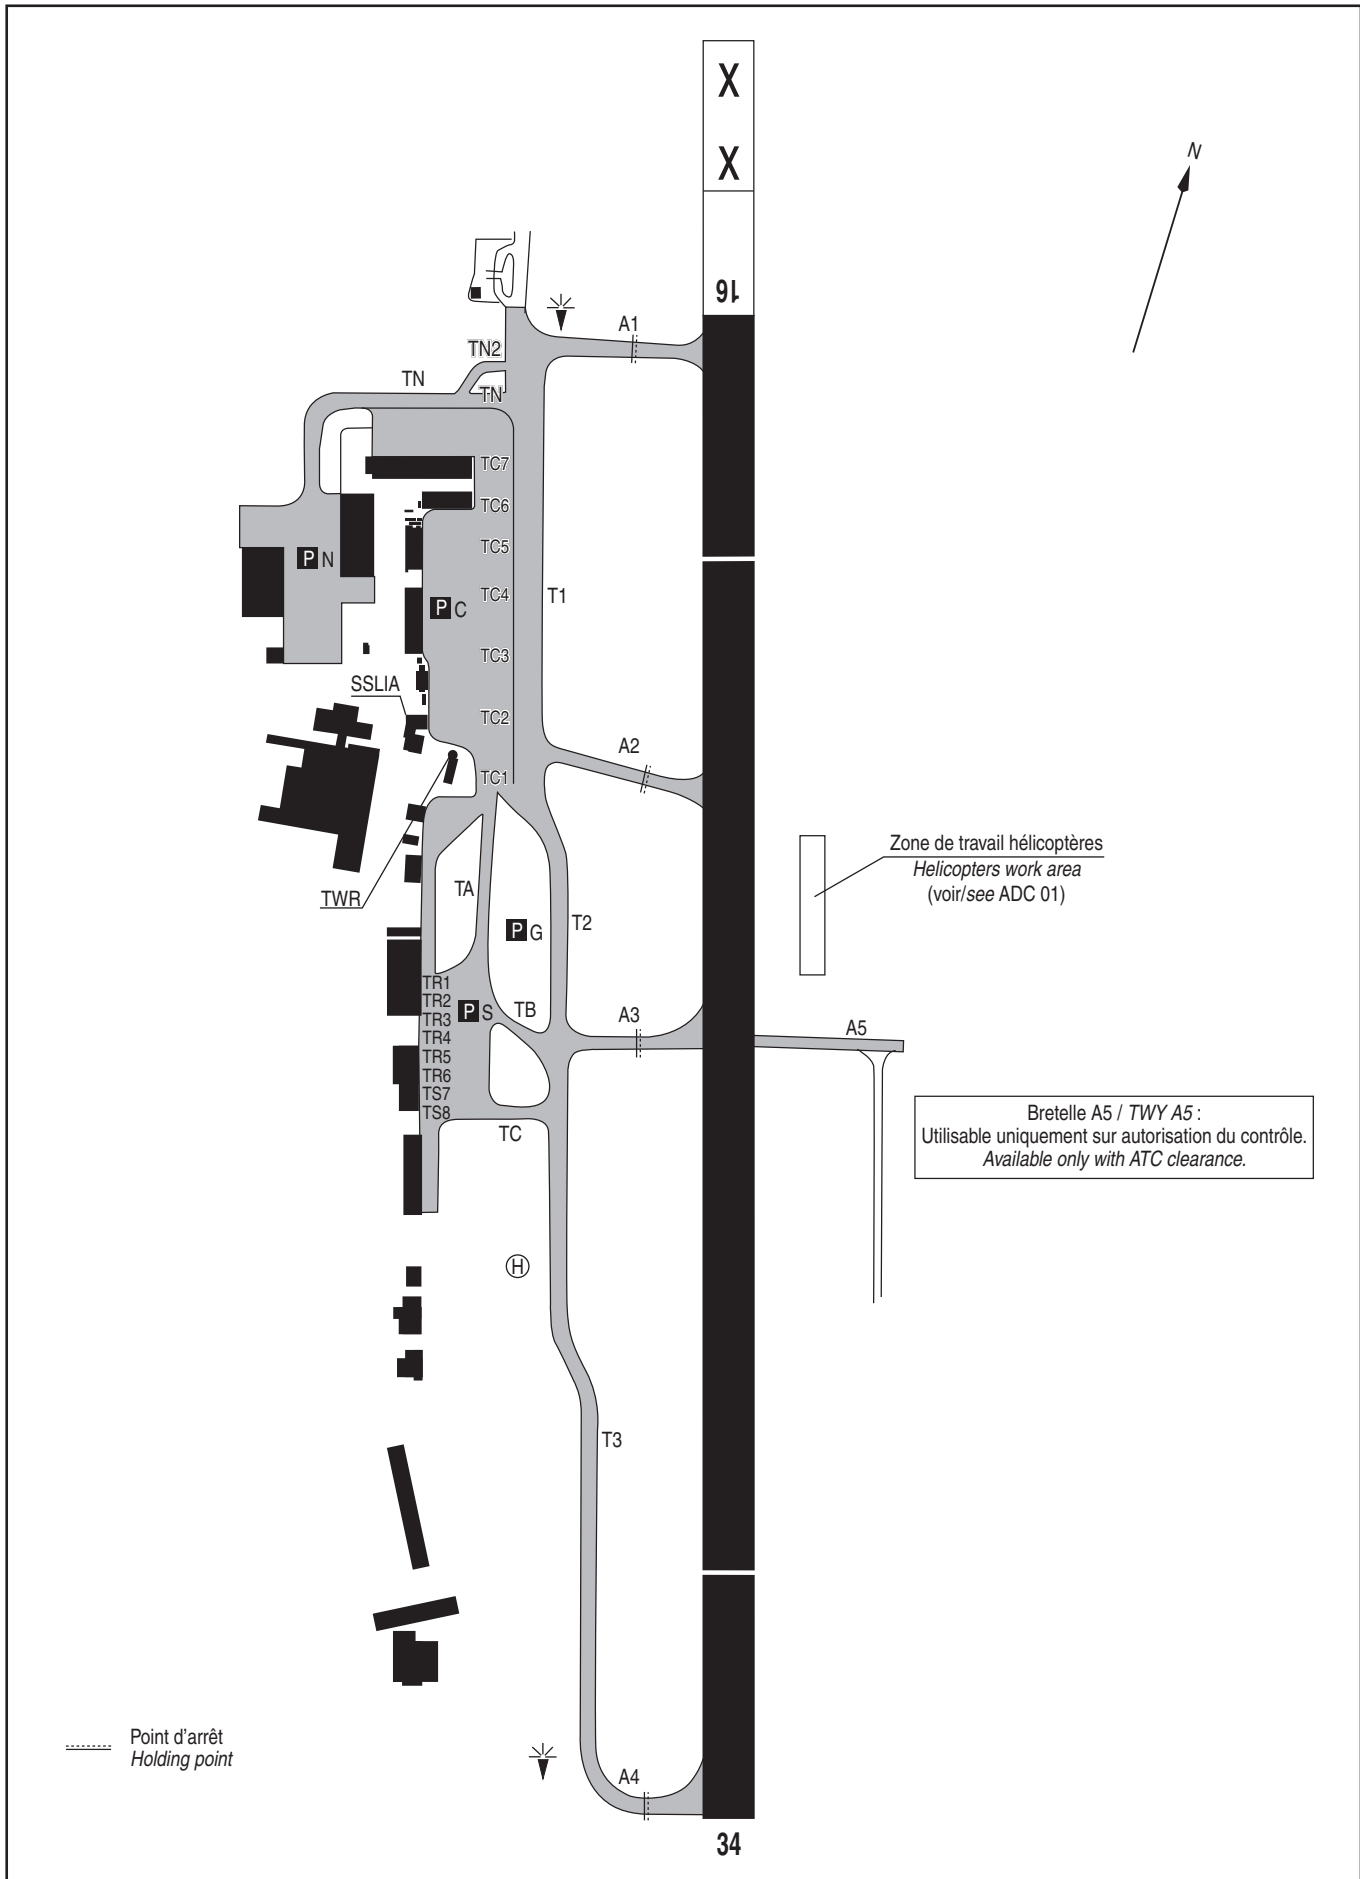 X
X
N
16
A1
TN2
TN
TN
TC7
TC6
TC5
P N
TC4
T1
P C
TC3
SSLIA
TC2
A2
TC1
Zone de travail hélicoptères
Helicopters work area
(voir/see ADC 01)
TA
TWR
T2
P G
TR1
TR2
P S
TB
TR3
A3
A5
TR4
TR5
TR6
TS7
TS8
TC
Bretelle A5 / TWY A5 :
Utilisable uniquement sur autorisation du contrôle.
Available only with ATC clearance.
H
T3
Point d'arrêt
Holding point
A4
34